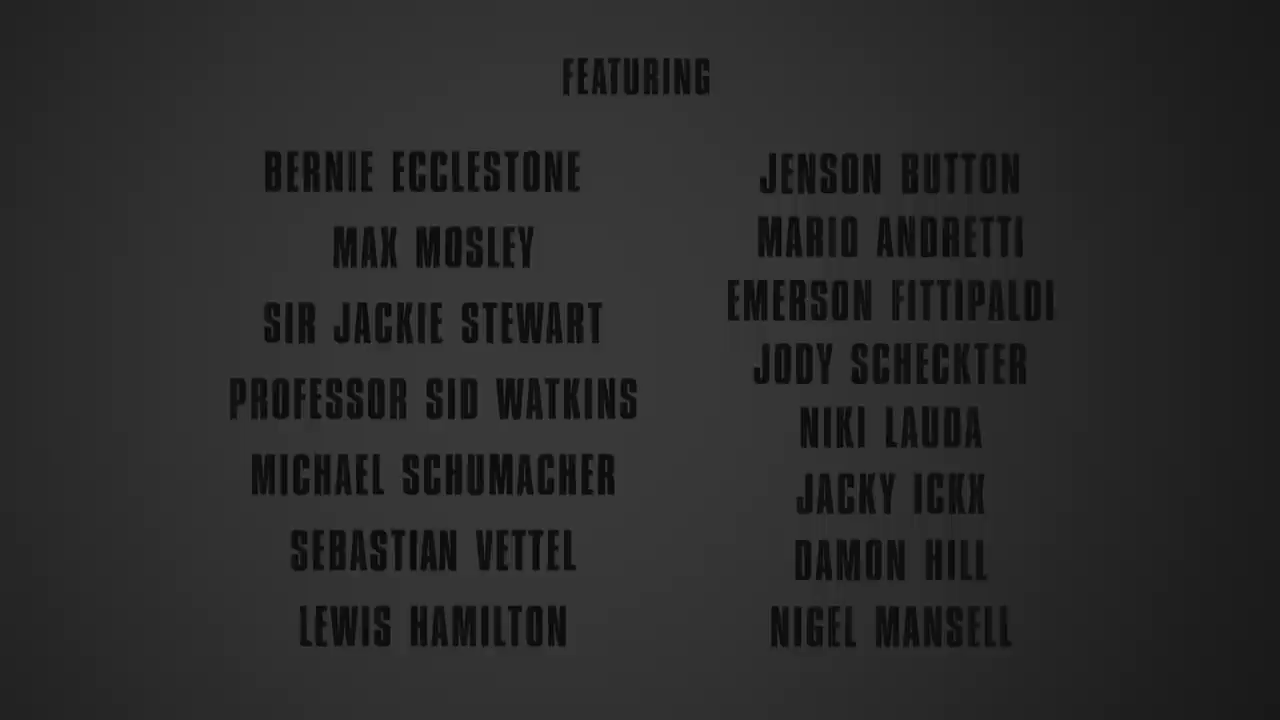 FEATURING
BERNIE ECCLESTONE
MAX MOSLEY
SIR JACKIE STEWART
PROFESSOR SID WATKINS
MICHAEL SCHUMACHER
SEBASTIAN VETTEL
LEWIS HAMILTON
JENSON BUTTON
MARIO ANDRETTI
EMERSON FITTIPALDI
JODY SCHECKTER
NIKI LAUDA
JACKY ICKX
DAMON HILL
NIGEL MANSELL